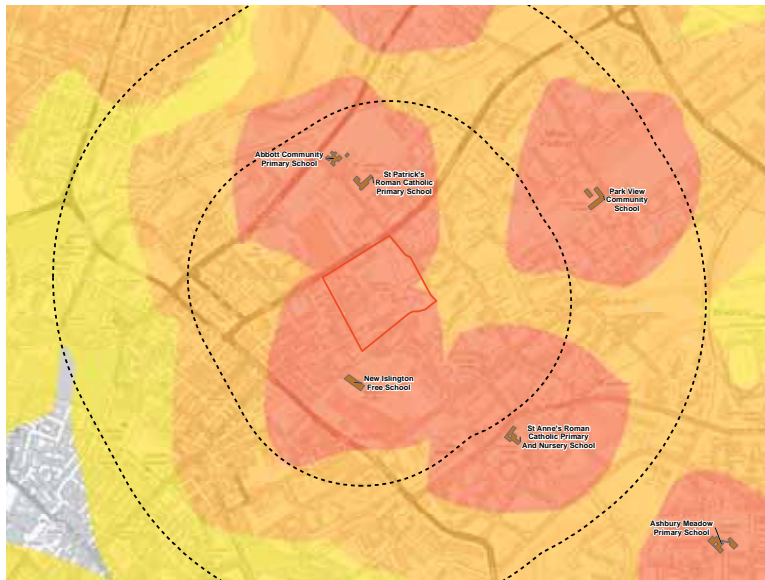 Abbott Community
Primary School
St Patrick's
Roman Catholic
Primary School
Park View
Community
School
New Islington
Free School
St Anne's Roman
Catholic Primary
And Nursery School
Ashbury Meadow
Primary School